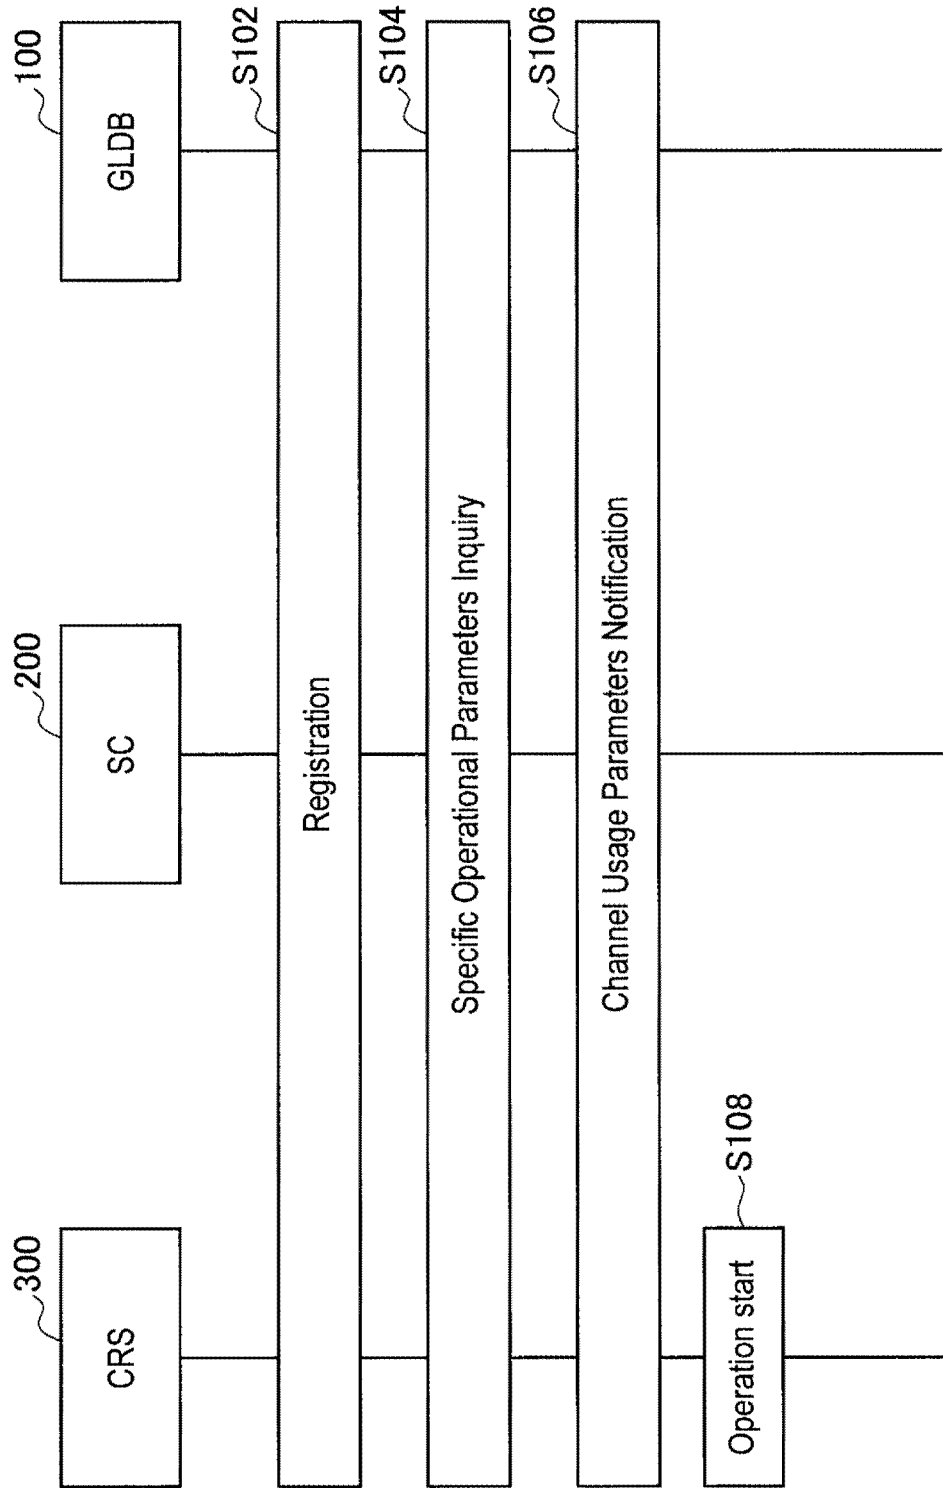 300
CRS
200
SC
100
GLDB
S102
Registration
S104
Specific Operational Parameters Inquiry
S106
Channel Usage Parameters Notification
S108
Operation start